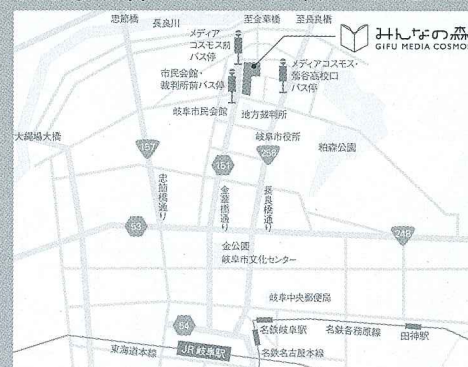 忠節橋
長良川
至金華橋
至長良橋
メディア
コスモス前
バス停
みんなの森
GIFU MEDIA COSMO
市民会館・
裁判所前バス停
メディアコスモス・
鶯谷高校口
バス停
岐阜市民会館
地方裁判所
大縄場大橋
岐阜市役所
粕森公園
157
151
256
忠節橋通り
金華橋通り
長良橋通り
53
248
金公園
岐阜市文化センター
岐阜中央郵便局
54
名鉄岐阜駅
名鉄各務原線
田神駅
東海道本線
JR 岐阜駅
名鉄名古屋本線